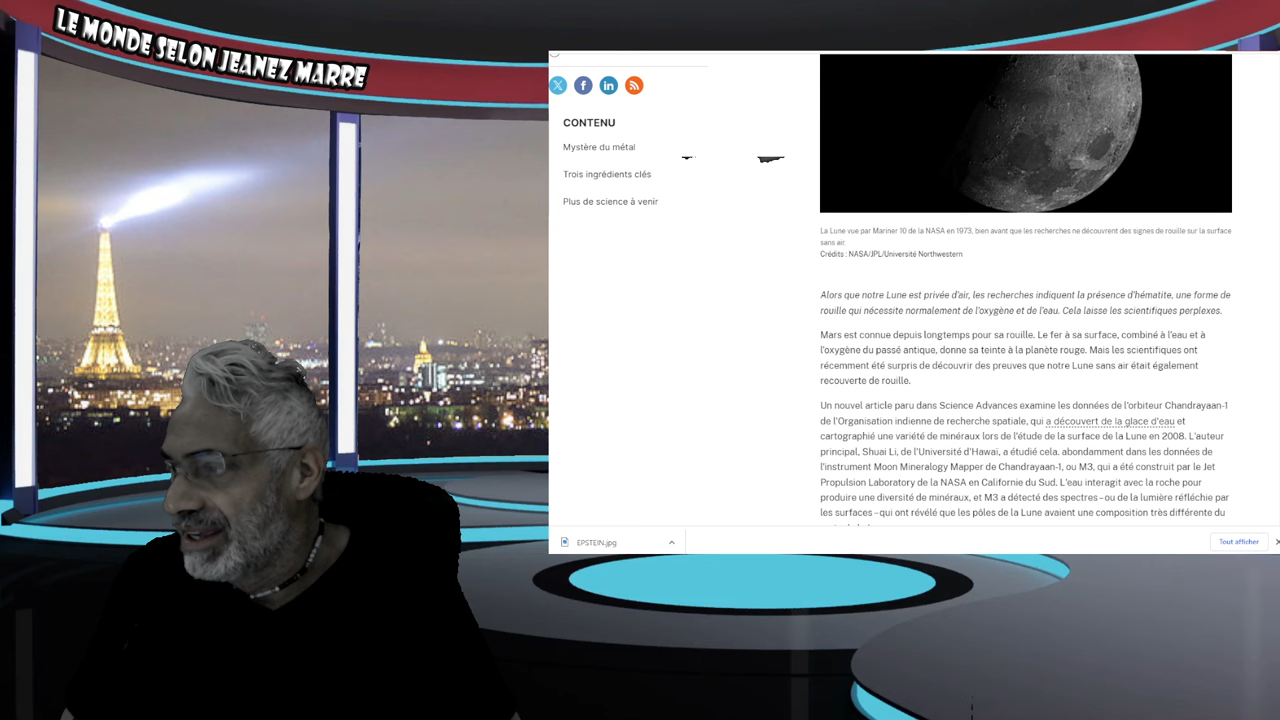 LE MONDE SELON JEANEZ MARRE
CONTENU
Mystère du métal
Trois ingrédients clés
Plus de science à venir
La Lune vue par Mariner 10 de la NASA en 1973, bien avant que les recherches ne découvrent des signes de rouille sur la surface
sans air.
Crédits : NASA/JPL/Université Northwestern
Alors que notre Lune est privée d'air, les recherches indiquent la présence d'hématite, une forme de
rouille qui nécessite normalement de l'oxygène et de l'eau. Cela laisse les scientifiques perplexes.
Mars est connue depuis longtemps pour sa rouille. Le fer à sa surface, combiné à l'eau et à
l'oxygène du passé antique, donne sa teinte à la planète rouge. Mais les scientifiques ont
récemment été surpris de découvrir des preuves que notre Lune sans air était également
recouverte de rouille.
Un nouvel article paru dans Science Advances examine les données de l'orbiteur Chandrayaan-1
de l'Organisation indienne de recherche spatiale, qui a découvert de la glace d'eau et
cartographié une variété de minéraux lors de l'étude de la surface de la Lune en 2008. L'auteur
principal, Shuai Li, de l'Université d'Hawaï, a étudié cela. abondamment dans les données de
l'instrument Moon Mineralogy Mapper de Chandrayaan-1, ou M3, qui a été construit par le Jet
Propulsion Laboratory de la NASA en Californie du Sud. L'eau interagit avec la roche pour
produire une diversité de minéraux, et M3 a détecté des spectres – ou de la lumière réfléchie par
les surfaces – qui ont révélé que les pôles de la Lune avaient une composition très différente du
EPSTEIN.jpg
Tout afficher